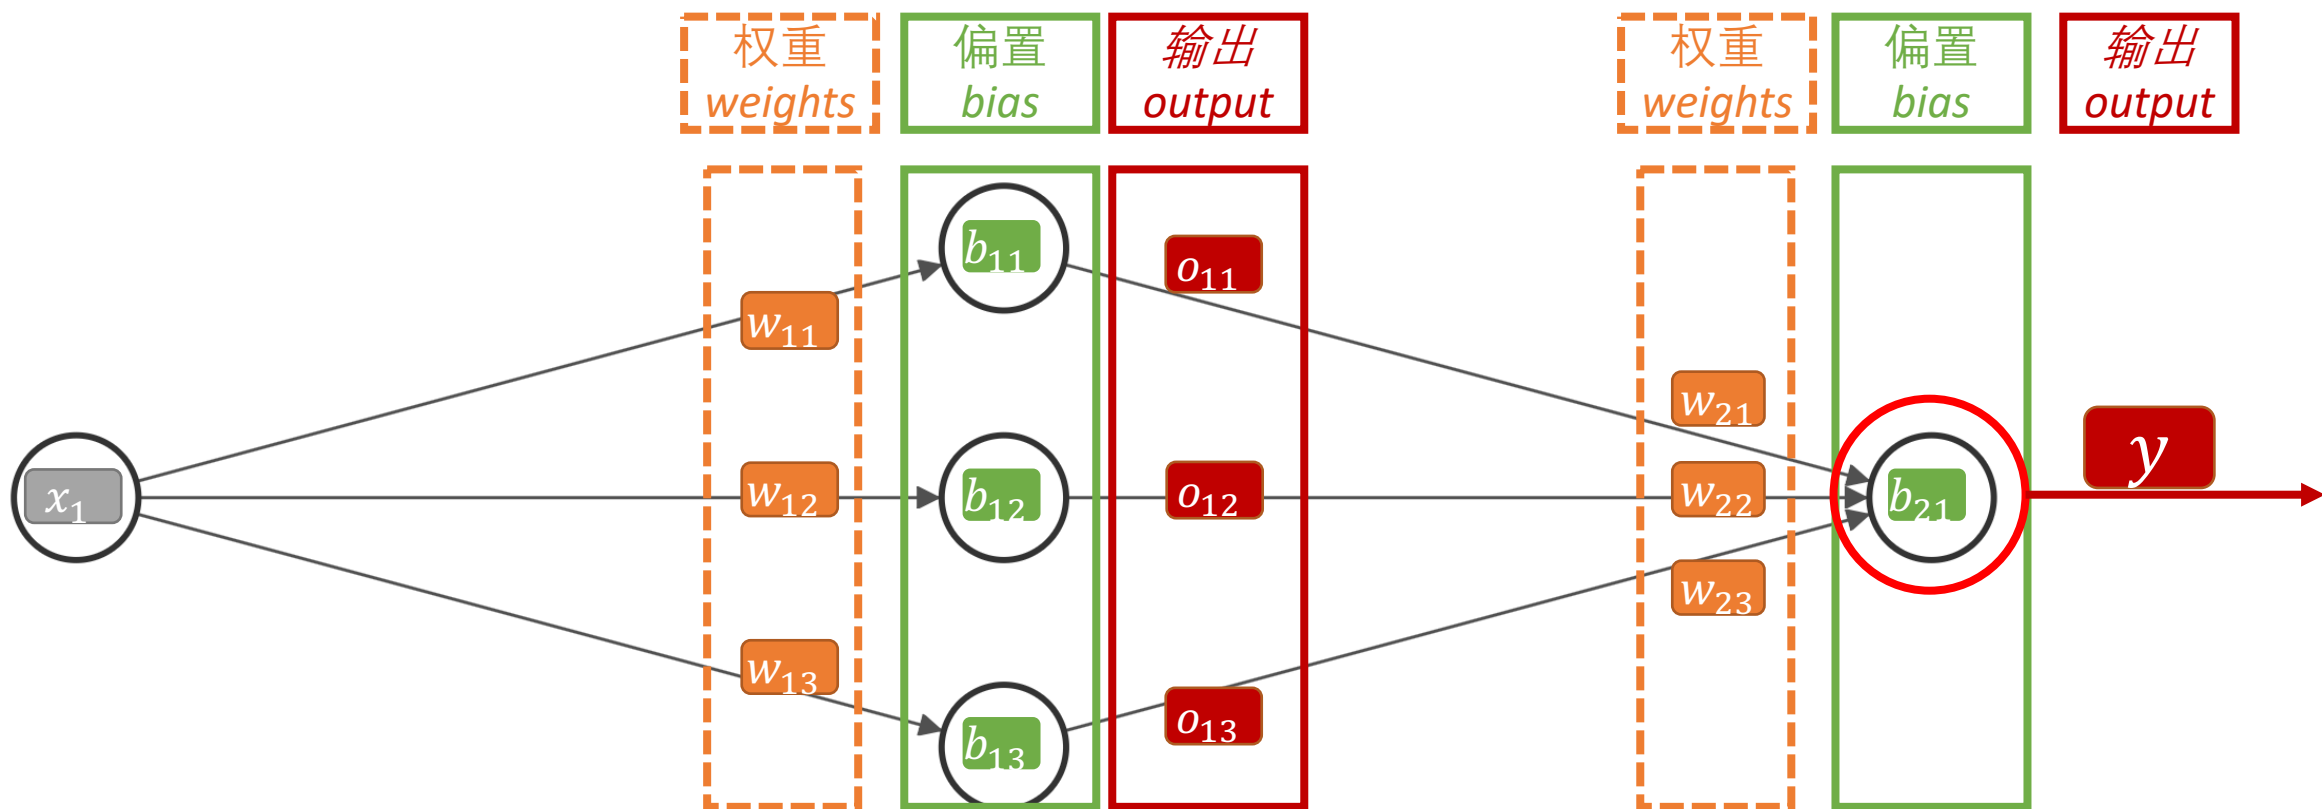 权重
weights
偏置
bias
输出
output
权重
weights
偏置
bias
输出
output
x₁
w₁₁
w₁₂
w₁₃
b₁₁
b₁₂
b₁₃
o₁₁
o₁₂
o₁₃
w₂₁
w₂₂
w₂₃
b₂₁
y